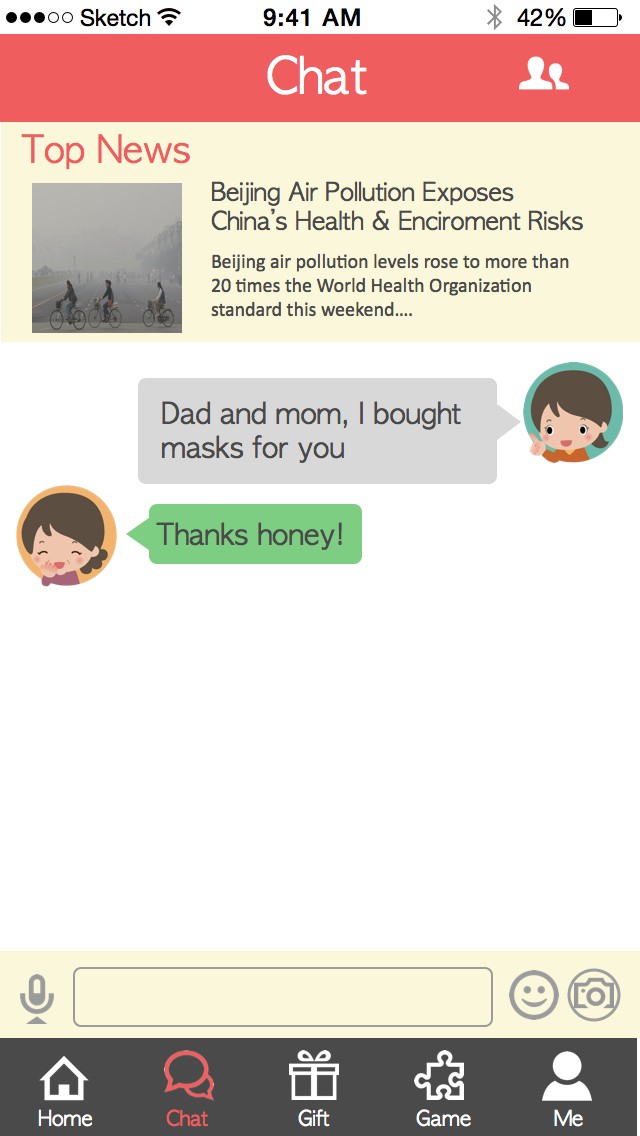 Sketch 9:41 AM 42%
Chat
Top News
Beijing Air Pollution Exposes
China's Health & Enciroment Risks
Beijing air pollution levels rose to more than
20 times the World Health Organization
standard this weekend....
Dad and mom, I bought
masks for you
Thanks honey!
Home Chat Gift Game Me